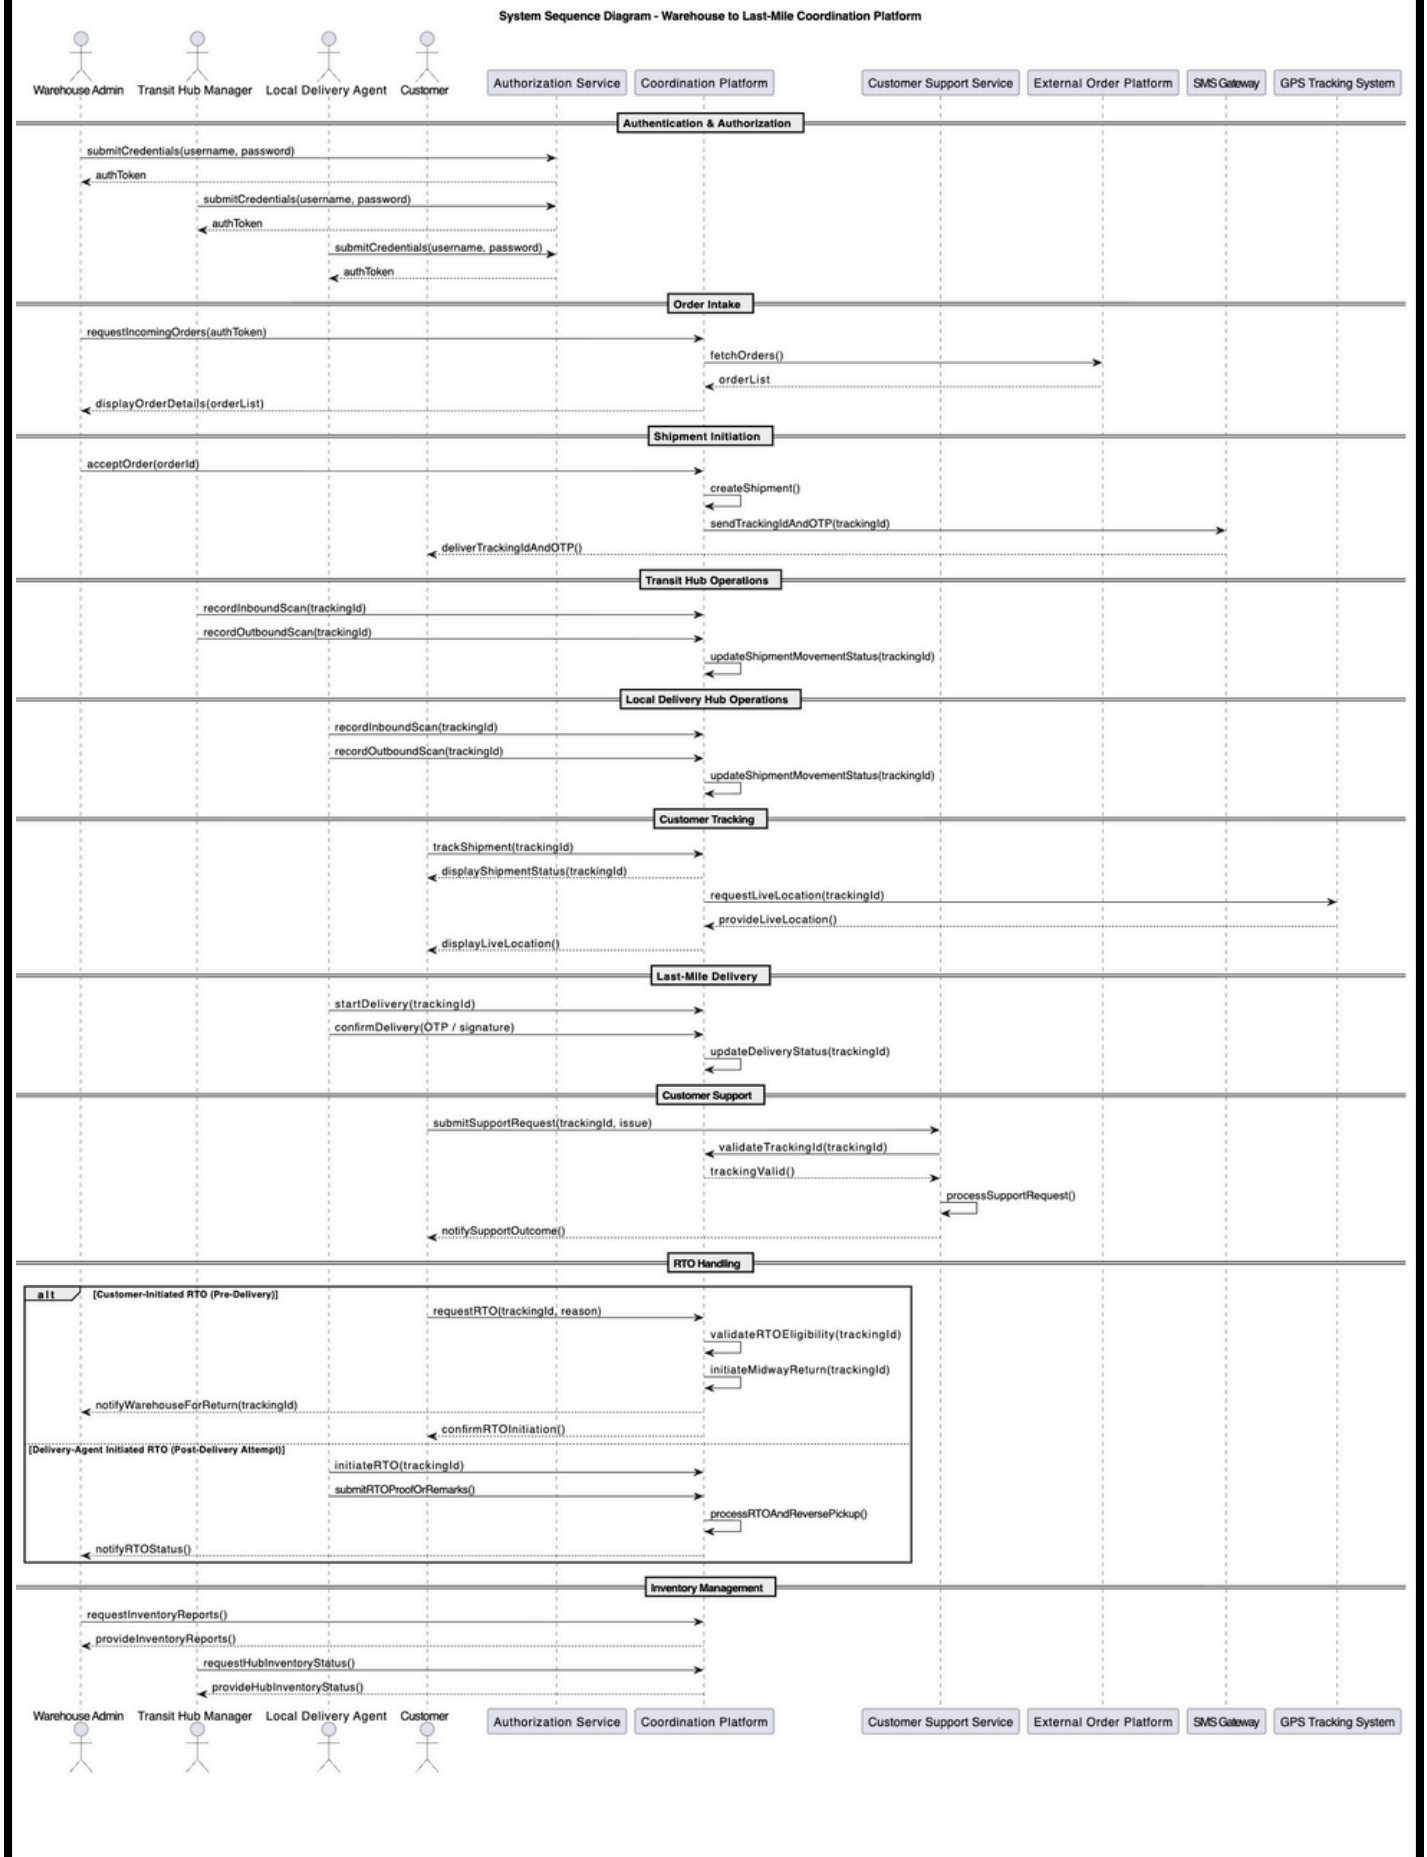 System Sequence Diagram - Warehouse to Last-Mile Coordination Platform
Warehouse Admin
Transit Hub Manager
Local Delivery Agent
Customer
Authorization Service
Coordination Platform
Customer Support Service
External Order Platform
SMS Gateway
GPS Tracking System
Authentication & Authorization
submitCredentials(username, password)
authToken
submitCredentials(username, password)
authToken
submitCredentials(username, password)
authToken
Order Intake
requestIncomingOrders(authToken)
fetchOrders()
orderList
displayOrderDetails(orderList)
Shipment Initiation
acceptOrder(orderId)
createShipment()
sendTrackingIdAndOTP(trackingId)
deliverTrackingIdAndOTP()
Transit Hub Operations
recordInboundScan(trackingId)
recordOutboundScan(trackingId)
updateShipmentMovementStatus(trackingId)
Local Delivery Hub Operations
recordInboundScan(trackingId)
recordOutboundScan(trackingId)
updateShipmentMovementStatus(trackingId)
Customer Tracking
trackShipment(trackingId)
displayShipmentStatus(trackingId)
requestLiveLocation(trackingId)
provideLiveLocation()
displayLiveLocation()
Last-Mile Delivery
startDelivery(trackingId)
confirmDelivery(OTP / signature)
updateDeliveryStatus(trackingId)
Customer Support
submitSupportRequest(trackingId, issue)
validateTrackingId(trackingId)
trackingValid()
processSupportRequest()
notifySupportOutcome()
RTO Handling
alt [Customer-Initiated RTO (Pre-Delivery)]
requestRTO(trackingId, reason)
validateRTOEligibility(trackingId)
initiateMidwayReturn(trackingId)
notifyWarehouseForReturn(trackingId)
confirmRTOInitiation()
[Delivery-Agent Initiated RTO (Post-Delivery Attempt)]
initiateRTO(trackingId)
submitRTOProofOrRemarks()
processRTOAndReversePickup()
notifyRTOStatus()
Inventory Management
requestInventoryReports()
provideInventoryReports()
requestHubInventoryStatus()
provideHubInventoryStatus()
Warehouse Admin
Transit Hub Manager
Local Delivery Agent
Customer
Authorization Service
Coordination Platform
Customer Support Service
External Order Platform
SMS Gateway
GPS Tracking System